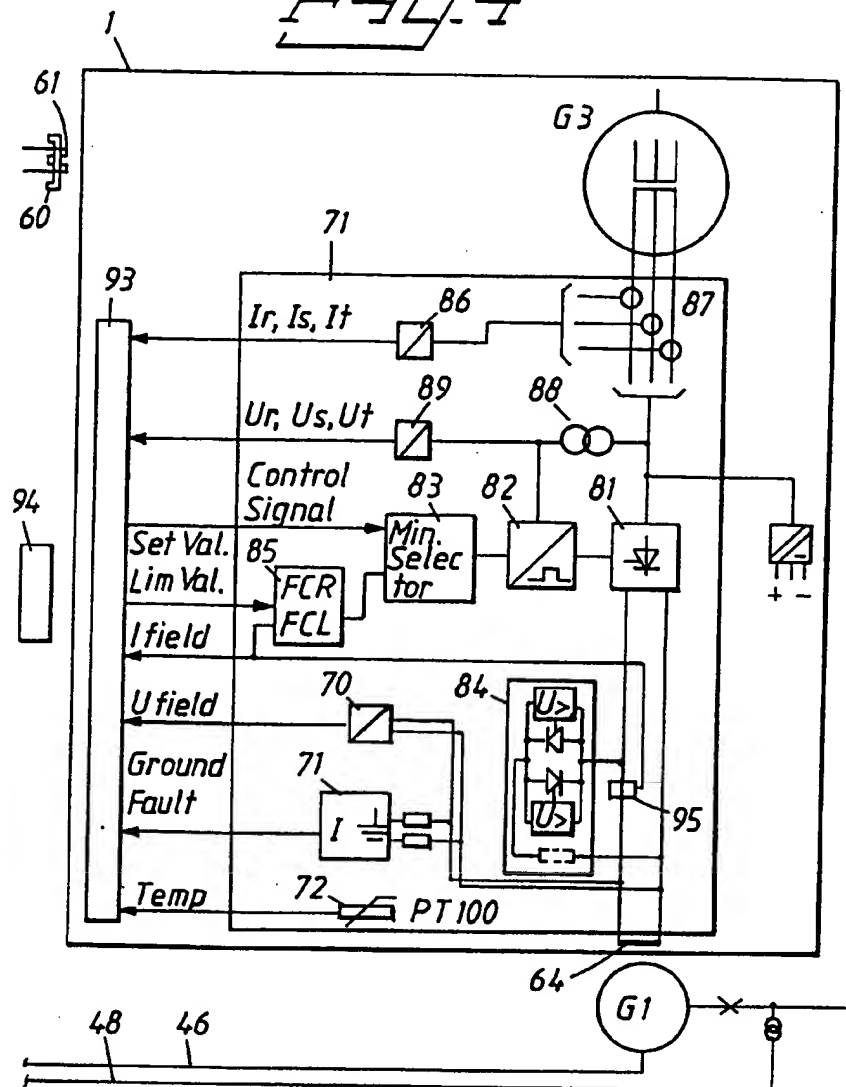 1
61
G3
60
71
93
Ir, Is, It
86
87
Ur, Us, Ut
89
88
Control
Signal
83
82
81
94
Set Val.
Lim Val.
85
FCR
FCL
Min.
Selec
tor
+ -
I field
U field
70
84
U>
Ground
Fault
71
I
U>
95
Temp
72
PT 100
64
G1
46
48